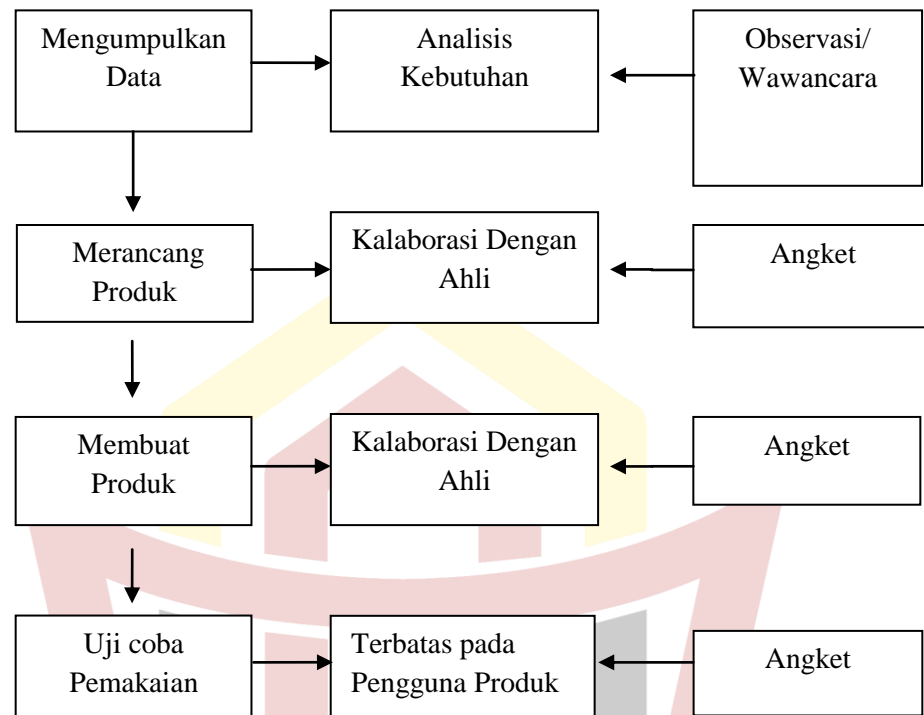 Mengumpulkan
Data
Analisis
Kebutuhan
Observasi/
Wawancara
Merancang
Produk
Kalaborasi Dengan
Ahli
Angket
Membuat
Produk
Kalaborasi Dengan
Ahli
Angket
Uji coba
Pemakaian
Terbatas pada
Pengguna Produk
Angket